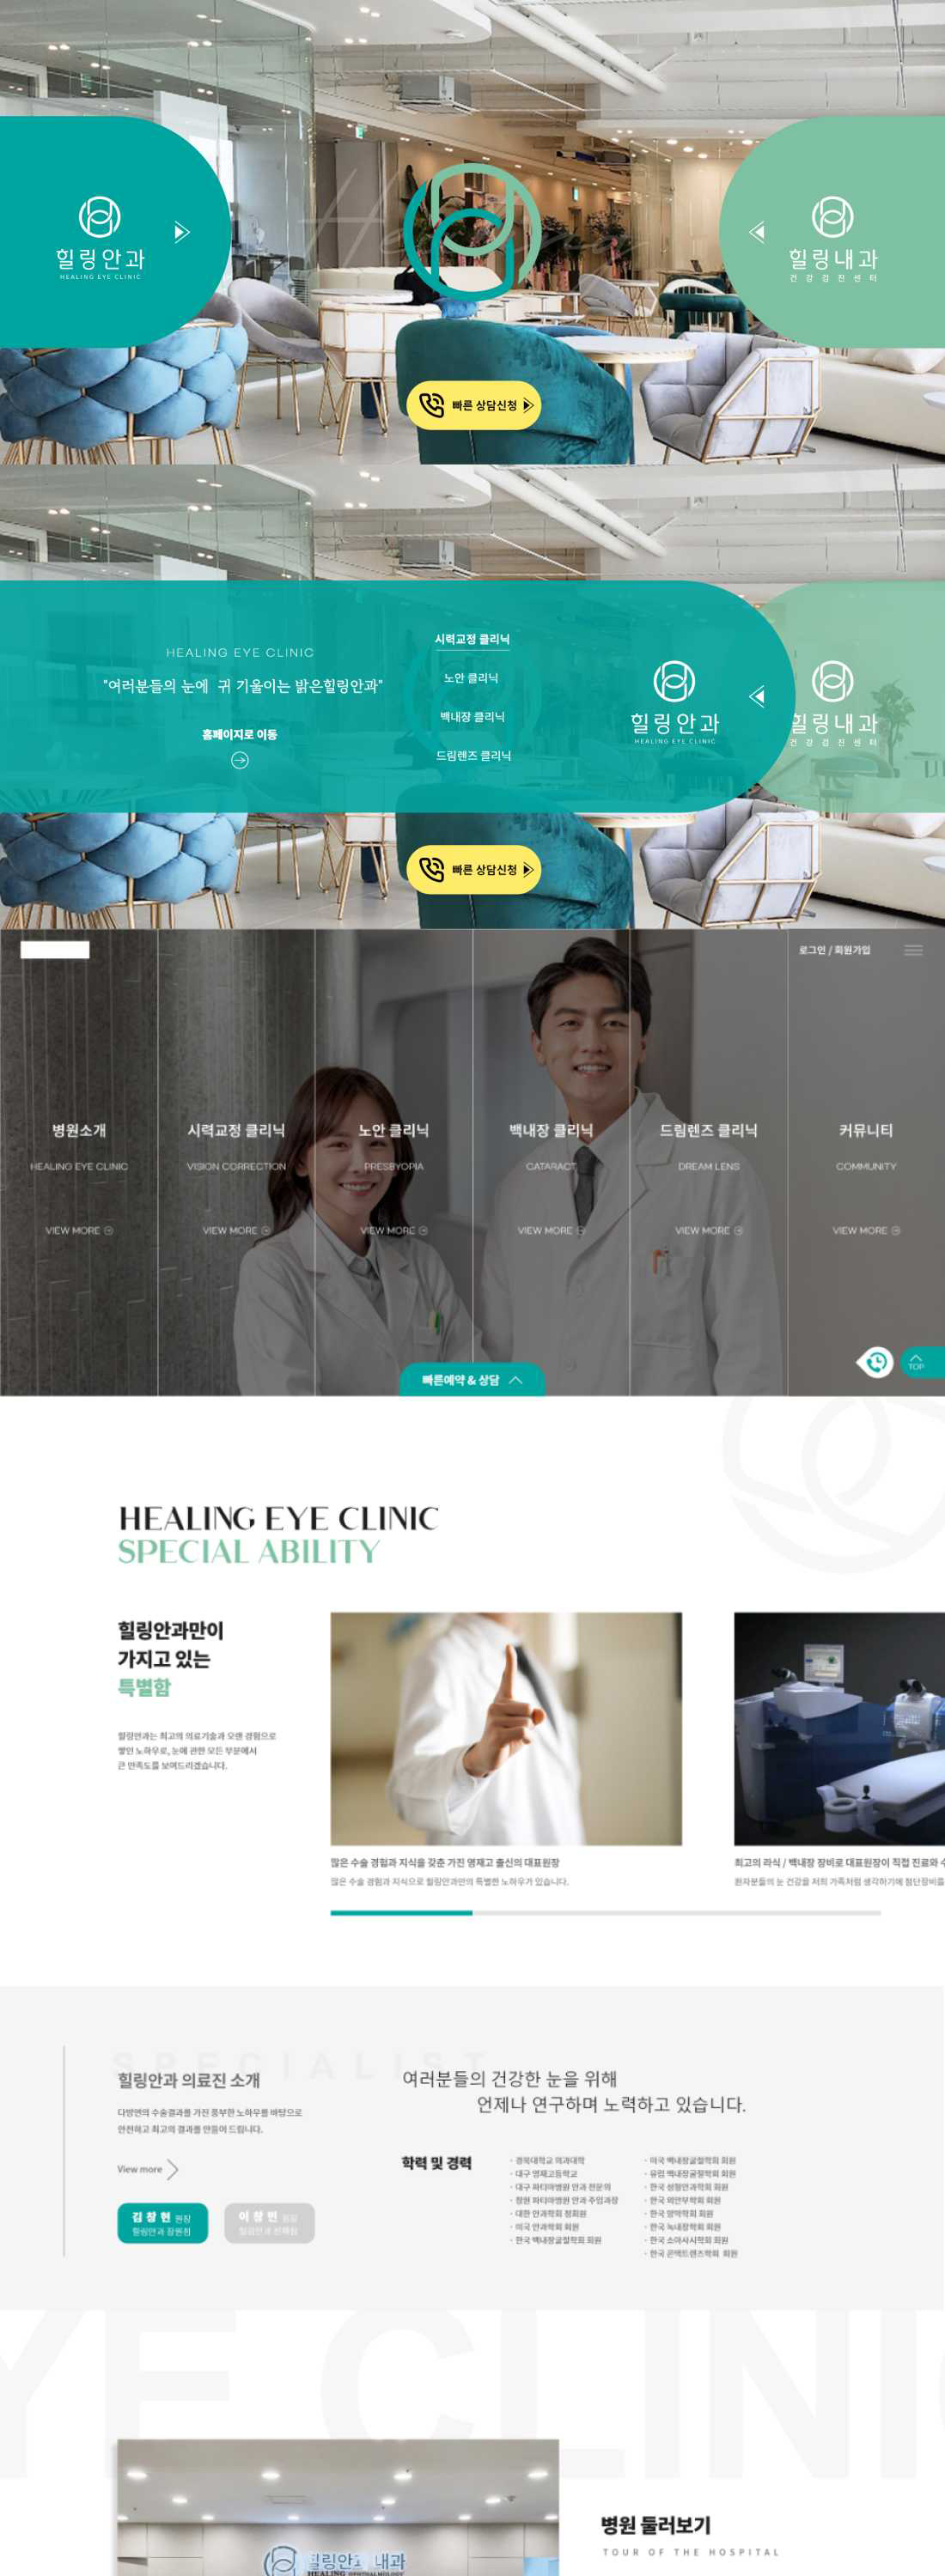 힐링안과
HEALING EYE CLINIC
힐링내과
건강검진센터
빠른 상담신청
HEALING EYE CLINIC
"여러분들의 눈에 귀 기울이는 밝은힐링안과"
홈페이지로 이동
시력교정 클리닉
노안 클리닉
백내장 클리닉
드림렌즈 클리닉
힐링안과
HEALING EYE CLINIC
힐링내과
건강검진센터
빠른 상담신청
로그인 / 회원가입
병원소개
HEALING EYE CLINIC
VIEW MORE
시력교정 클리닉
VISION CORRECTION
VIEW MORE
노안 클리닉
PRESBYOPIA
VIEW MORE
백내장 클리닉
CATARACT
VIEW MORE
드림렌즈 클리닉
DREAM LENS
VIEW MORE
커뮤니티
COMMUNITY
VIEW MORE
빠른예약 & 상담
TOP
HEALING EYE CLINIC
SPECIAL ABILITY
힐링안과만이
가지고 있는
특별함
힐링안과는 최고의 의료기술과 오랜 경험으로
쌓인 노하우로, 눈에 관한 모든 부분에서
큰 만족도를 보여드리겠습니다.
많은 수술 경험과 지식을 갖춘 가진 영재고 출신의 대표원장
많은 수술 경험과 지식으로 힐링안과만의 특별한 노하우가 있습니다.
최고의 라식 / 백내장 장비로 대표원장이 직접 진료와
환자분들의 눈 건강을 저희 가족처럼 생각하기에 첨단장비를
SPECIALIST
힐링안과 의료진 소개
다방면의 수술결과를 가진 풍부한 노하우를 바탕으로
안전하고 최고의 결과를 만들어 드립니다.
View more
김창현 원장
힐링안과 원장
이창민 원장
여러분들의 건강한 눈을 위해
언제나 연구하며 노력하고 있습니다.
학력 및 경력
· 경북대학교 의과대학
· 대구 영재고등학교
· 대구 파티마병원 안과 전문의
· 창원 파티마병원 안과 주임과장
· 대한 안과학회 정회원
· 미국 안과학회 회원
· 한국 백내장굴절학회 회원
· 미국 백내장굴절학회 회원
· 유럽 백내장굴절학회 회원
· 한국 성형안과학회 회원
· 한국 외안부학회 회원
· 한국 망막학회 회원
· 한국 녹내장학회 회원
· 한국 소아사시학회 회원
· 한국 콘택트렌즈학회 회원
YE CLINIC
힐링안과 내과
HEALING OPHTHALMOLOGY
병원 둘러보기
TOUR OF THE HOSPITAL